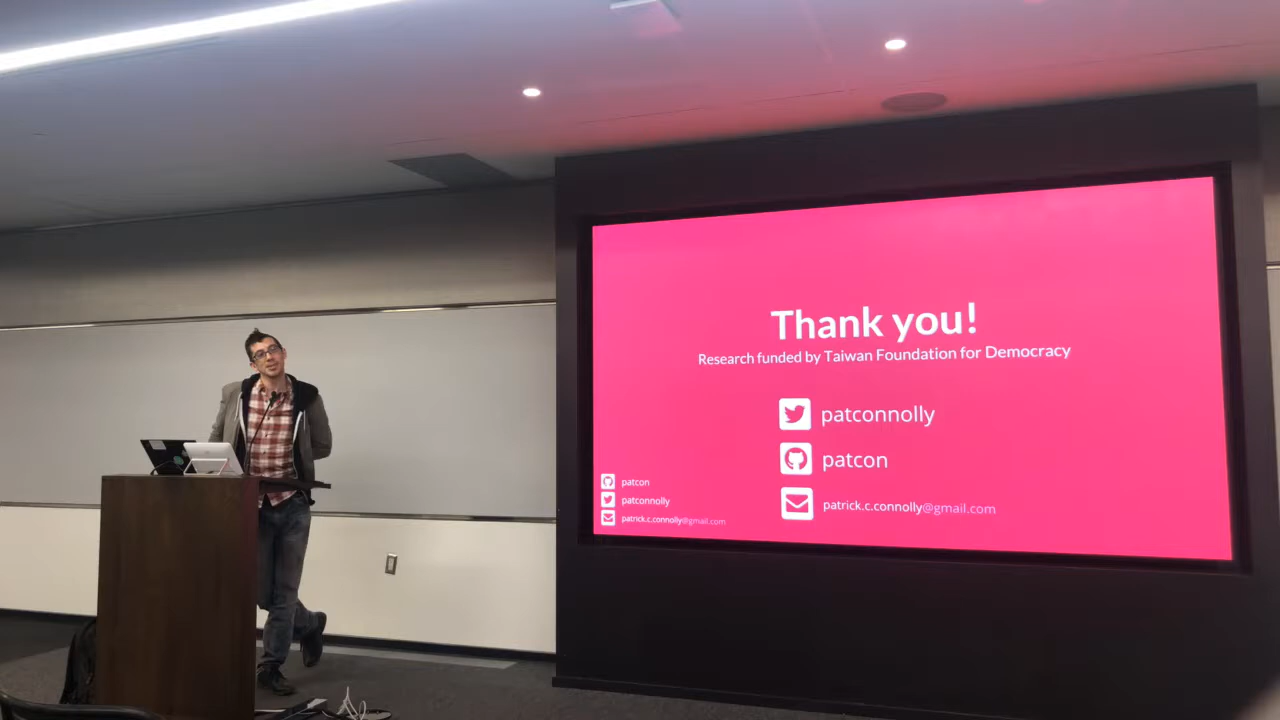 Thank you!
Research funded by Taiwan Foundation for Democracy
patconnolly
patcon
patrick.c.connolly@gmail.com
patcon
patconnolly
patrick.c.connolly@gmail.com